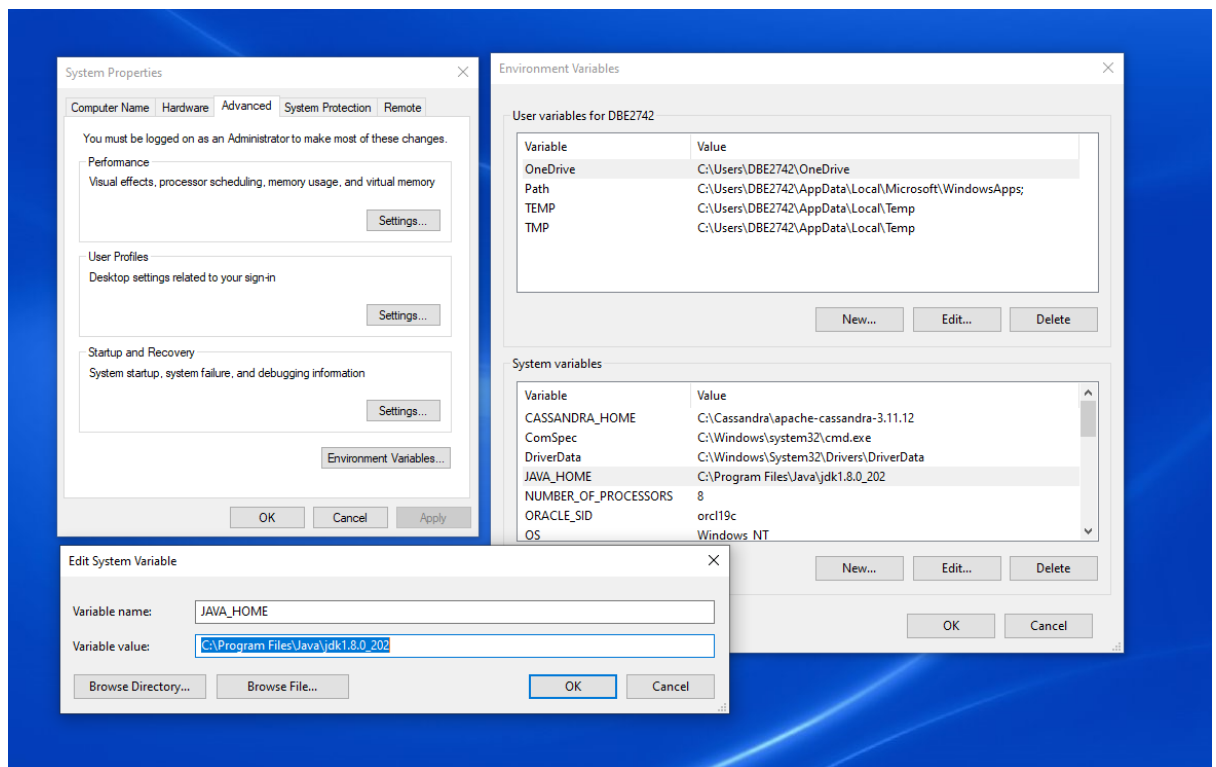 System Properties
Computer Name Hardware Advanced System Protection Remote
You must be logged on as an Administrator to make most of these changes.
Perfomance
Visual effects, processor scheduling, memory usage, and virtual memory
Settings...
User Profiles
Desktop settings related to your sign-in
Settings...
Startup and Recovery
System startup, system failure, and debugging information
Settings...
Environment Variables...
OK Cancel Apply
Environment Variables
User variables for DBE2742
Variable Value
OneDrive C:\Users\DBE2742\OneDrive
Path C:\Users\DBE2742\AppData\Local\Microsoft\WindowsApps;
TEMP C:\Users\DBE2742\AppData\Local\Temp
TMP C:\Users\DBE2742\AppData\Local\Temp
New... Edit... Delete
System variables
Variable Value
CASSANDRA_HOME C:\Cassandra\apache-cassandra-3.11.12
ComSpec C:\Windows\system32\cmd.exe
DriverData C:\Windows\System32\Drivers\DriverData
JAVA_HOME C:\Program Files\Java\jdk1.8.0_202
NUMBER_OF_PROCESSORS 8
ORACLE_SID orcl19c
OS Windows_NT
New... Edit... Delete
OK Cancel
Edit System Variable
Variable name: JAVA_HOME
Variable value: C:\Program Files\Java\jdk1.8.0_202
Browse Directory... Browse File... OK Cancel